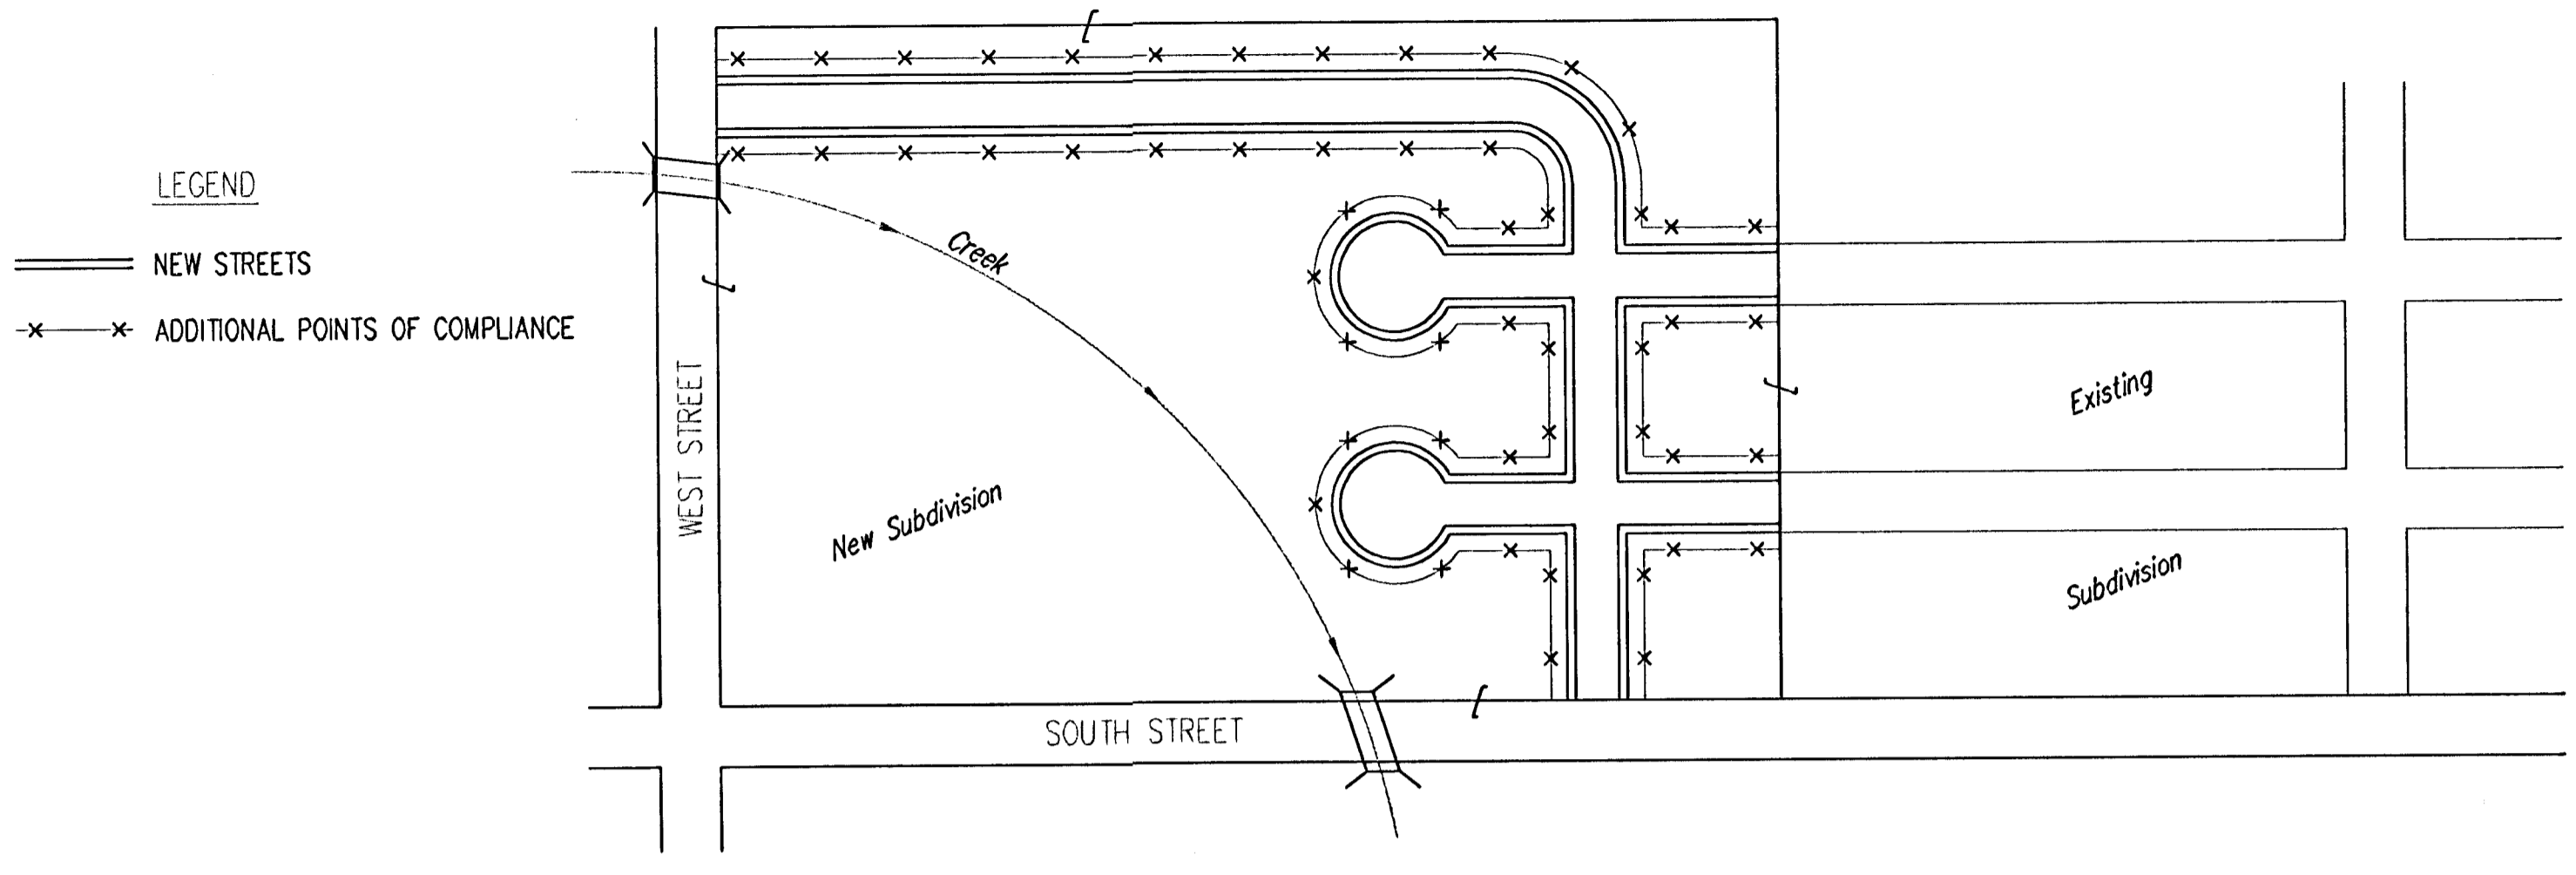 LEGEND
NEW STREETS
ADDITIONAL POINTS OF COMPLIANCE
WEST STREET
Creek
New Subdivision
SOUTH STREET
Existing
Subdivision